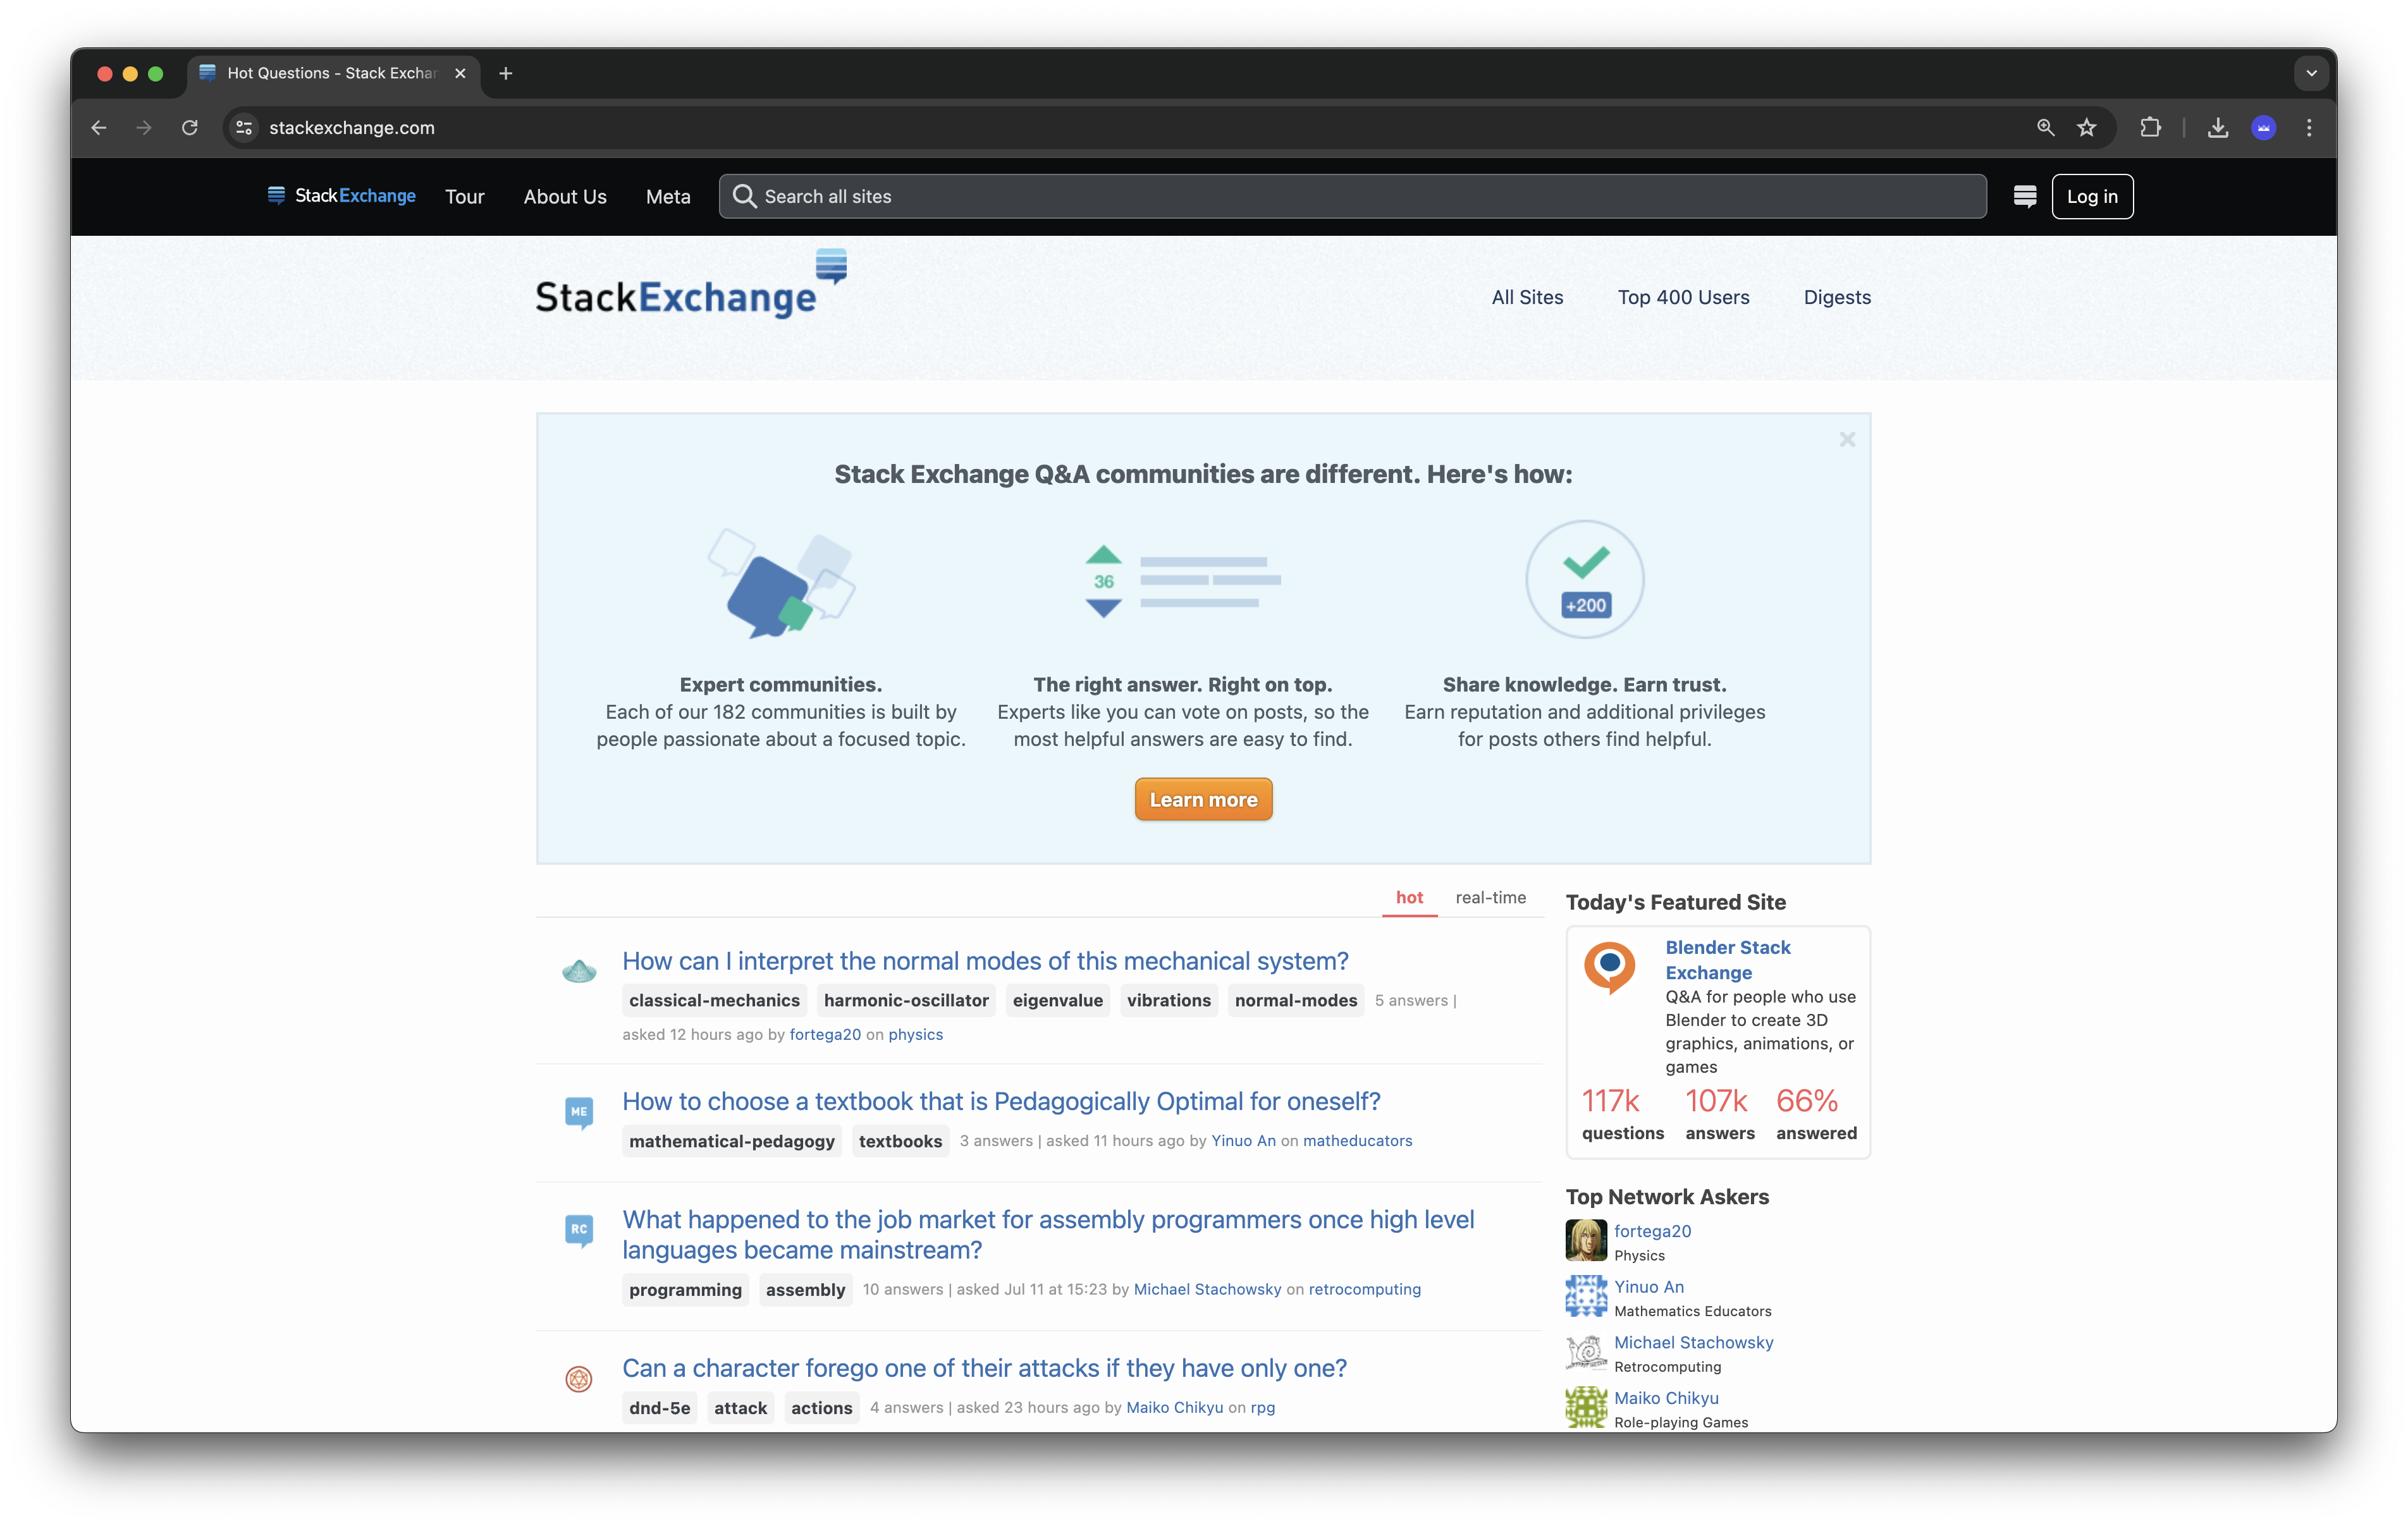 Hot Questions - Stack Exchan
stackexchange.com
StackExchange Tour About Us Meta Search all sites Log in
StackExchange
All Sites Top 400 Users Digests
Stack Exchange Q&A communities are different. Here's how:
36
+200
Expert communities.
Each of our 182 communities is built by
people passionate about a focused topic.
The right answer. Right on top.
Experts like you can vote on posts, so the
most helpful answers are easy to find.
Share knowledge. Earn trust.
Earn reputation and additional privileges
for posts others find helpful.
Learn more
hot real-time
How can I interpret the normal modes of this mechanical system?
classical-mechanics harmonic-oscillator eigenvalue vibrations normal-modes 5 answers |
asked 12 hours ago by fortega20 on physics
ME
How to choose a textbook that is Pedagogically Optimal for oneself?
mathematical-pedagogy textbooks 3 answers | asked 11 hours ago by Yinuo An on matheducators
RC
What happened to the job market for assembly programmers once high level
languages became mainstream?
programming assembly 10 answers | asked Jul 11 at 15:23 by Michael Stachowsky on retrocomputing
Can a character forego one of their attacks if they have only one?
dnd-5e attack actions 4 answers | asked 23 hours ago by Maiko Chikyu on rpg
Today's Featured Site
Blender Stack
Exchange
Q&A for people who use
Blender to create 3D
graphics, animations, or
games
117k 107k 66%
questions answers answered
Top Network Askers
fortega20
Physics
Yinuo An
Mathematics Educators
Michael Stachowsky
Retrocomputing
Maiko Chikyu
Role-playing Games